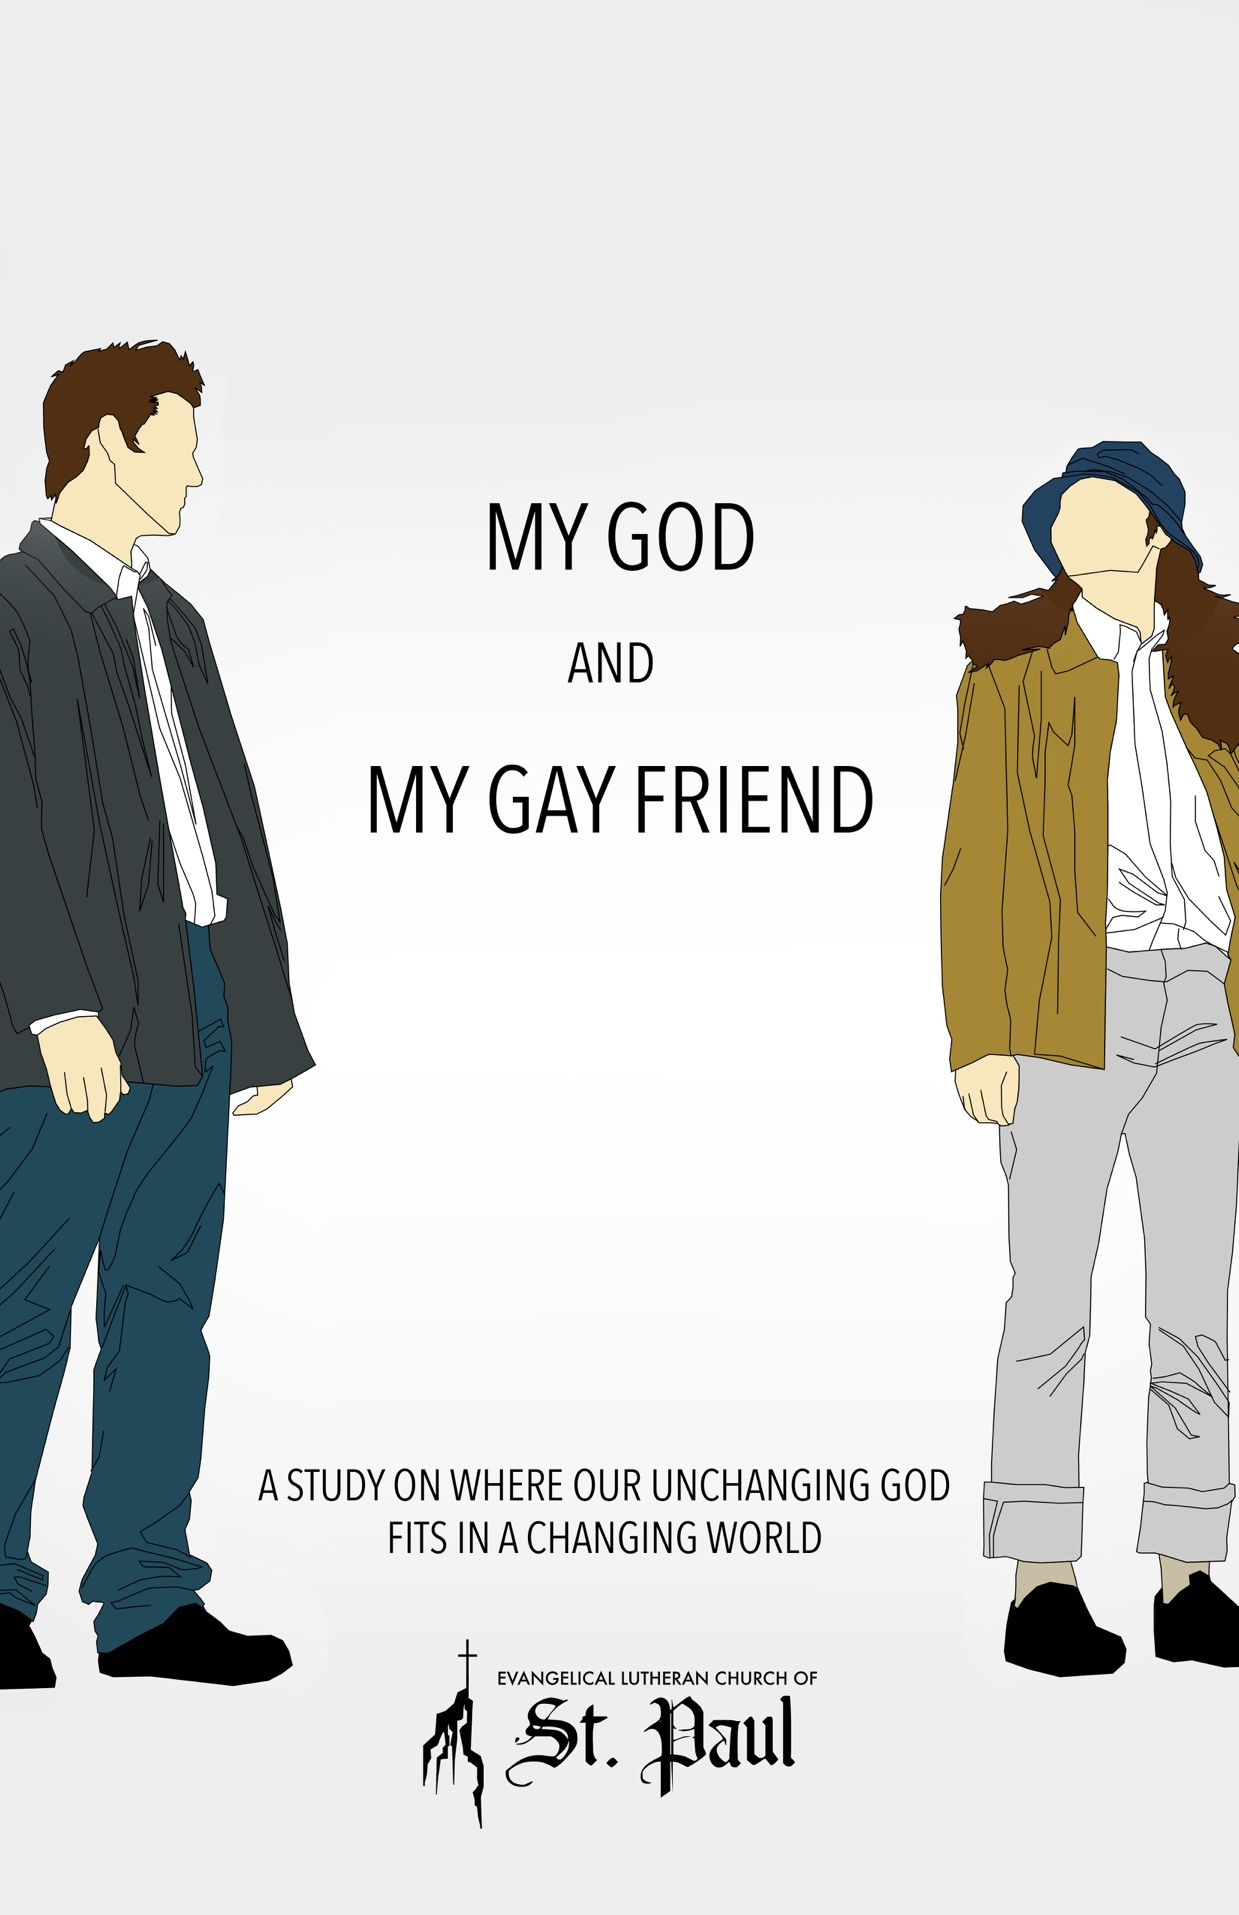 MY GOD
AND
MY GAY FRIEND
A STUDY ON WHERE OUR UNCHANGING GOD
FITS IN A CHANGING WORLD
EVANGELICAL LUTHERAN CHURCH OF
St. Paul